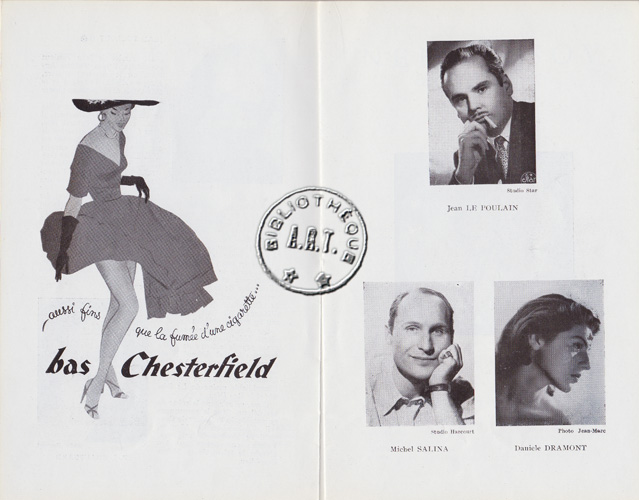 aussi fins
que la fumée d'une cigarette...
bas Chesterfield
BIBLIOTHÈQUE
A.R.T.
Studio Star
Jean LE POULAIN
Studio Harcourt
Michel SALINA
Photo Jean-Marc
Daniele DRAMONT